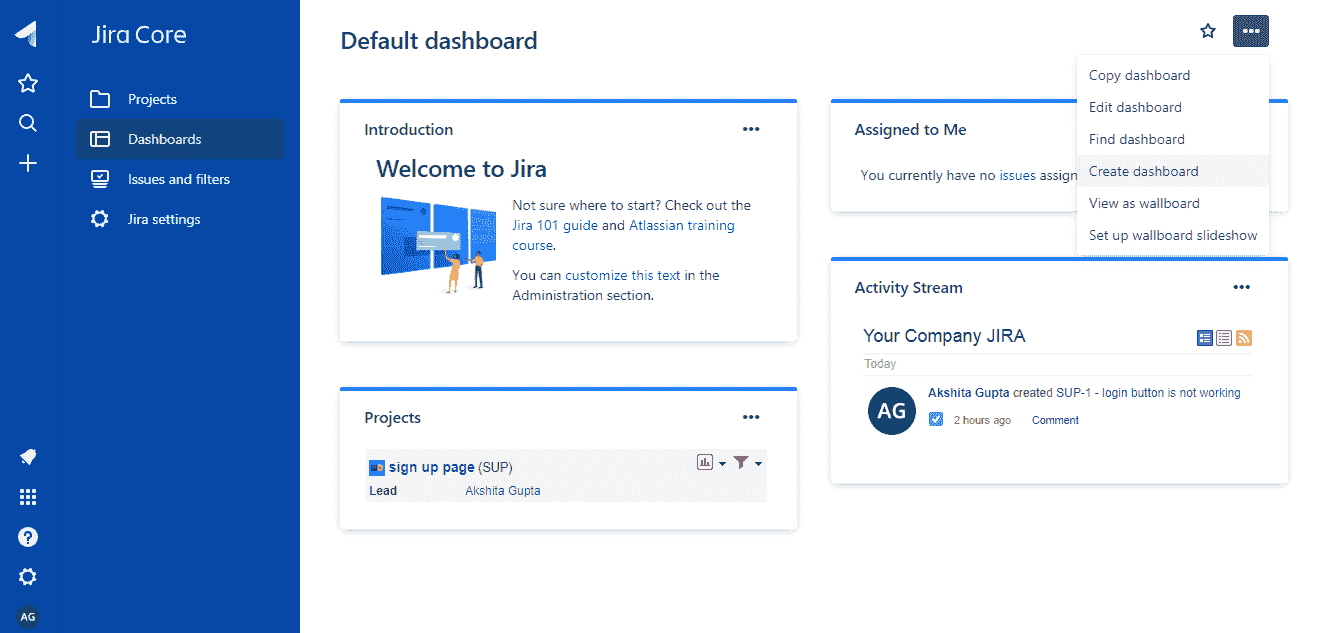 Jira Core
Projects
Dashboards
Issues and filters
Jira settings
AG
Default dashboard
Copy dashboard
Edit dashboard
Find dashboard
Create dashboard
View as wallboard
Set up wallboard slideshow
Introduction
Welcome to Jira
Not sure where to start? Check out the
Jira 101 guide and Atlassian training
course.
You can customize this text in the
Administration section.
Projects
sign up page (SUP)
Lead Akshita Gupta
Assigned to Me
You currently have no issues assign
Activity Stream
Your Company JIRA
Today
AG
Akshita Gupta created SUP-1 - login button is not working
2 hours ago Comment